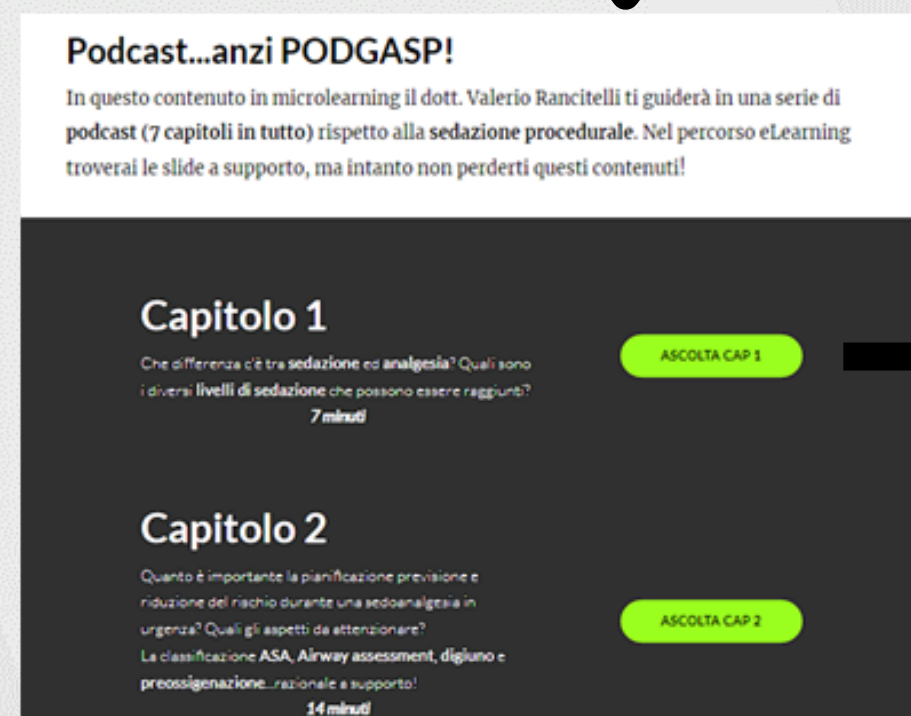 Podcast...anzi PODGASP!
In questo contenuto in microlearning il dott. Valerio Rancitelli ti guiderà in una serie di
podcast (7 capitoli in tutto) rispetto alla sedazione procedurale. Nel percorso eLearning
troverai le slide a supporto, ma intanto non perderti questi contenuti!
Capitolo 1
Che differenza c'è tra sedazione ed analgesia? Quali sono
i diversi livelli di sedazione che possono essere raggiunti?
7 minuti
ASCOLTA CAP 1
Capitolo 2
Quanto è importante la pianificazione previsione e
riduzione del rischio durante una sedoanalgesia in
urgenza? Quali gli aspetti da attenzionare?
La classificazione ASA, Airway assessment, digiuno e
preossigenazione...razionale a supporto!
14 minuti
ASCOLTA CAP 2